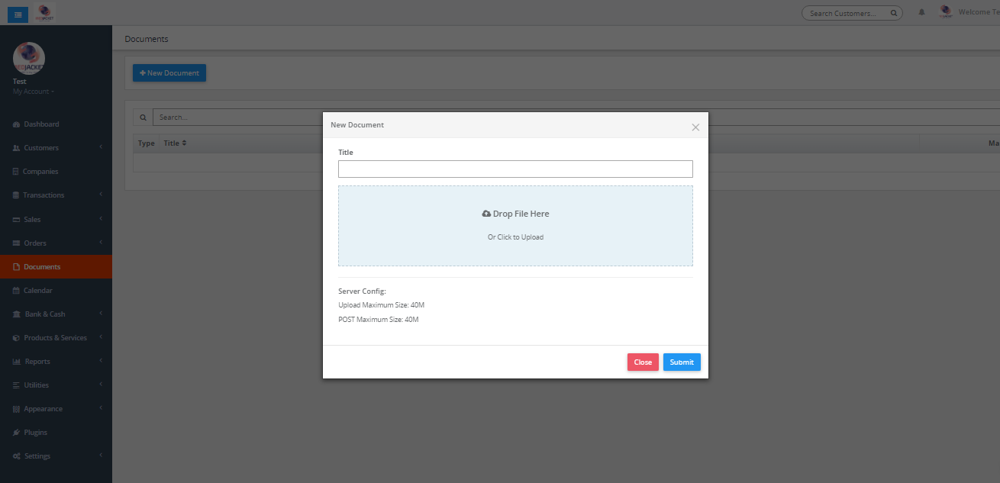 Search Customers...
Welcome Te
JACKET
Test
My Account
Dashboard
Customers
Companies
Transactions
Sales
Orders
Documents
Calendar
Bank & Cash
Products & Services
Reports
Utilities
Appearance
Plugins
Settings
Documents
New Document
Search...
Type Title Ma
New Document
Title
Drop File Here
Or Click to Upload
Server Config:
Upload Maximum Size: 40M
POST Maximum Size: 40M
Close Submit